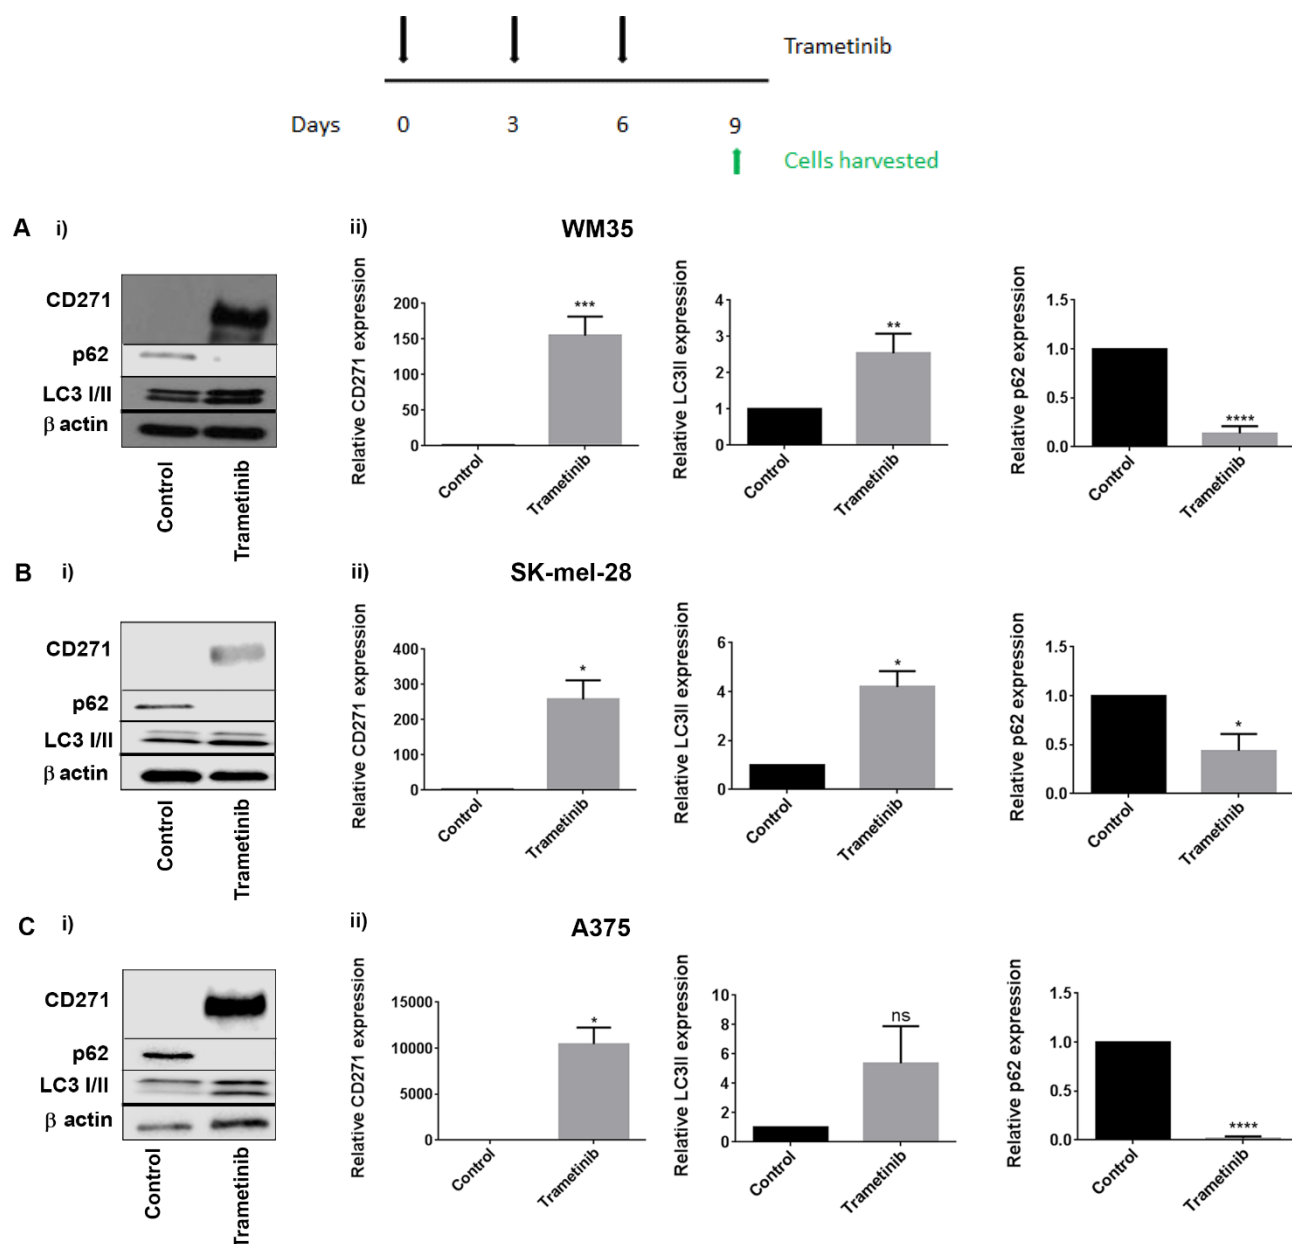 Trametinib
Days 0 3 6 9
Cells harvested
A i) ii) WM35
CD271
p62
LC3 I/II
β actin
Control
Trametinib
Relative CD271 expression
200
150
100
50
0
***
Control
Trametinib
Relative LC3II expression
4
3
2
1
0
**
Control
Trametinib
Relative p62 expression
1.5
1.0
0.5
0.0
****
Control
Trametinib
B i) ii) SK-mel-28
CD271
p62
LC3 I/II
β actin
Control
Trametinib
Relative CD271 expression
400
300
200
100
0
*
Control
Trametinib
Relative LC3II expression
6
4
2
0
*
Control
Trametinib
Relative p62 expression
1.5
1.0
0.5
0.0
*
Control
Trametinib
C i) ii) A375
CD271
p62
LC3 I/II
β actin
Control
Trametinib
Relative CD271 expression
15000
10000
5000
0
*
Control
Trametinib
Relative LC3II expression
10
8
6
4
2
0
ns
Control
Trametinib
Relative p62 expression
1.5
1.0
0.5
0.0
****
Control
Trametinib